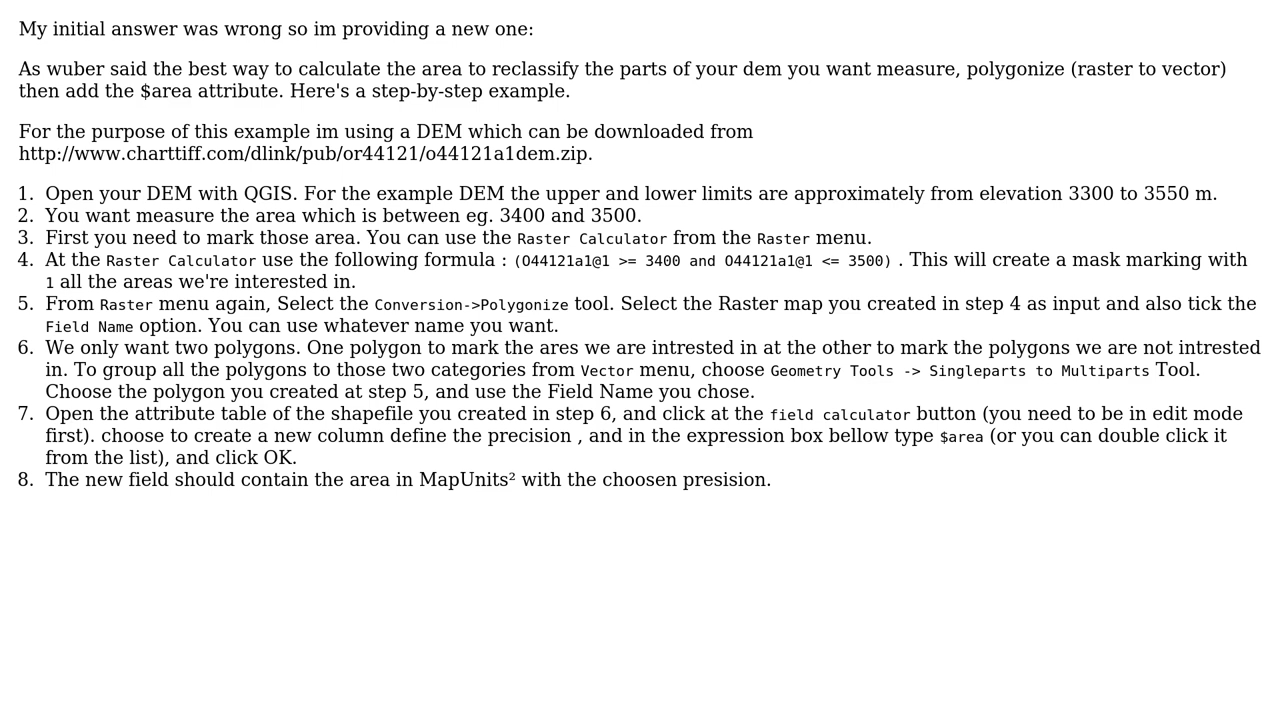 My initial answer was wrong so im providing a new one:
As wuber said the best way to calculate the area to reclassify the parts of your dem you want measure, polygonize (raster to vector)
then add the $area attribute. Here's a step-by-step example.
For the purpose of this example im using a DEM which can be downloaded from
http://www.charttiff.com/dlink/pub/or44121/o44121a1dem.zip.
1. Open your DEM with QGIS. For the example DEM the upper and lower limits are approximately from elevation 3300 to 3550 m.
2. You want measure the area which is between eg. 3400 and 3500.
3. First you need to mark those area. You can use the Raster Calculator from the Raster menu.
4. At the Raster Calculator use the following formula : (O44121a1@1 >= 3400 and O44121a1@1 <= 3500) . This will create a mask marking with
1 all the areas we're interested in.
5. From Raster menu again, Select the Conversion->Polygonize tool. Select the Raster map you created in step 4 as input and also tick the
Field Name option. You can use whatever name you want.
6. We only want two polygons. One polygon to mark the ares we are intrested in at the other to mark the polygons we are not intrested
in. To group all the polygons to those two categories from Vector menu, choose Geometry Tools -> Singleparts to Multiparts Tool.
Choose the polygon you created at step 5, and use the Field Name you chose.
7. Open the attribute table of the shapefile you created in step 6, and click at the field calculator button (you need to be in edit mode
first). choose to create a new column define the precision , and in the expression box bellow type $area (or you can double click it
from the list), and click OK.
8. The new field should contain the area in MapUnits² with the choosen presision.